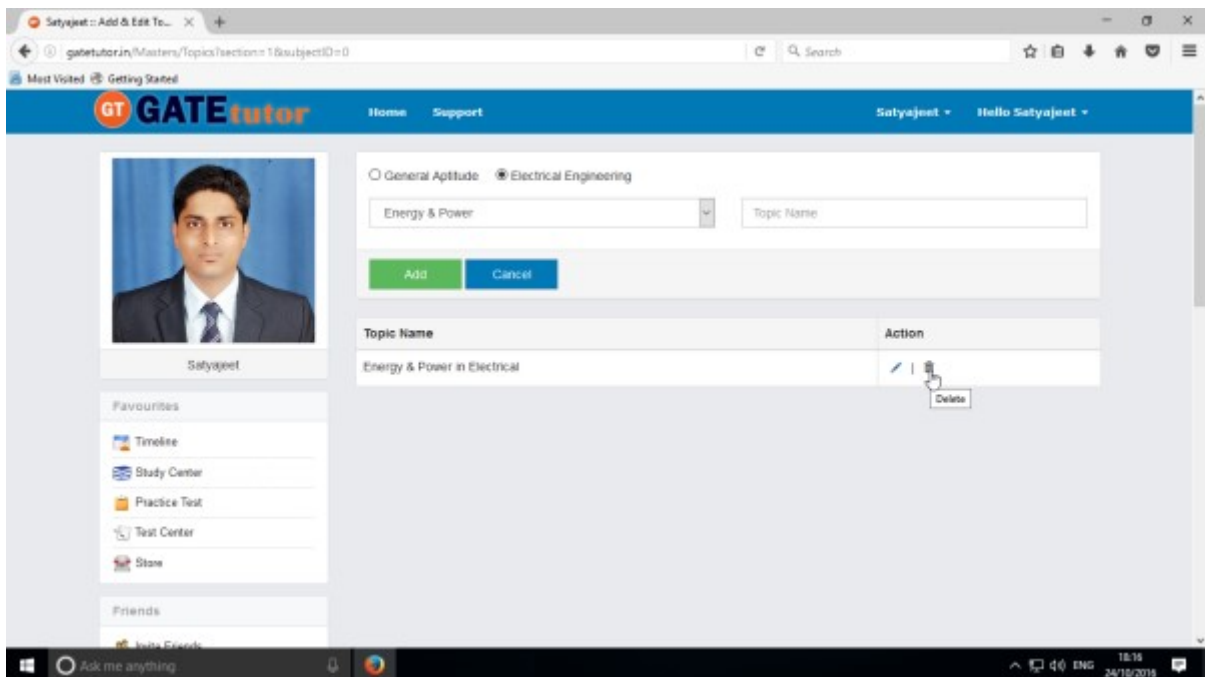 Satyajeet :: Add & Edit To...
gatetutor.in/Masters/Topics?section=1&subjectID=0
Search
Most Visited Getting Started
GT GATEtutor Home Support Satyajeet Hello Satyajeet
General Aptitude Electrical Engineering
Energy & Power Topic Name
Add Cancel
Topic Name Action
Satyajeet
Energy & Power in Electrical |
Delete
Favourites
Timeline
Study Center
Practice Test
Test Center
Store
Friends
Invite Friends
Ask me anything ENG 18:16
24/10/2016